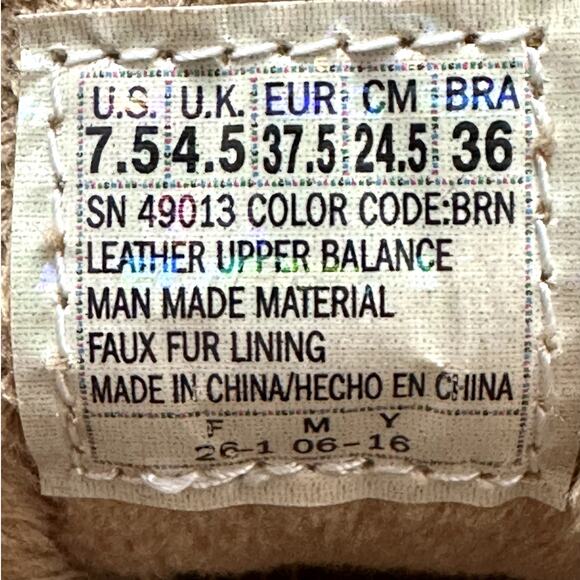 U.S. U.K. EUR CM BRA
7.5 4.5 37.5 24.5 36
SN 49013 COLOR CODE:BRN
LEATHER UPPER BALANCE
MAN MADE MATERIAL
FAUX FUR LINING
MADE IN CHINA/HECHO EN CHINA
F M Y
26-1 06-16